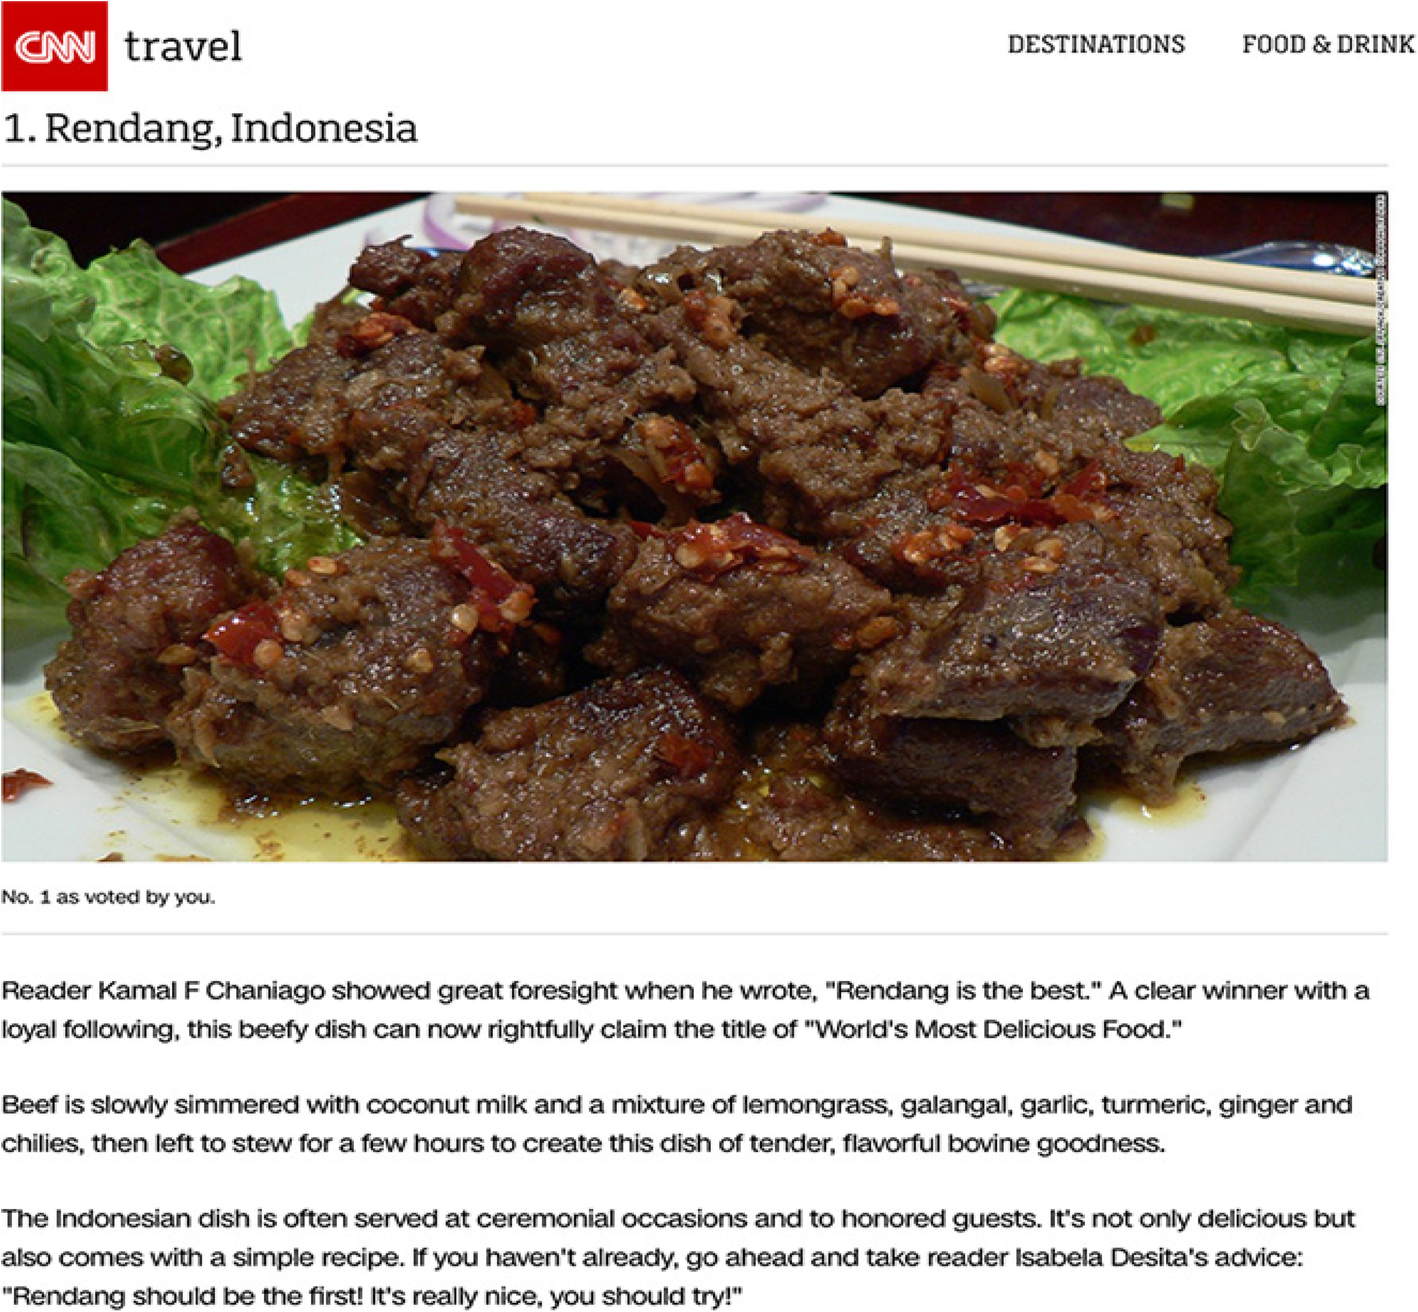 CNN travel DESTINATIONS FOOD & DRINK
1. Rendang, Indonesia
No. 1 as voted by you.
Reader Kamal F Chaniago showed great foresight when he wrote, "Rendang is the best." A clear winner with a
loyal following, this beefy dish can now rightfully claim the title of "World's Most Delicious Food."
Beef is slowly simmered with coconut milk and a mixture of lemongrass, galangal, garlic, turmeric, ginger and
chilies, then left to stew for a few hours to create this dish of tender, flavorful bovine goodness.
The Indonesian dish is often served at ceremonial occasions and to honored guests. It's not only delicious but
also comes with a simple recipe. If you haven't already, go ahead and take reader Isabela Desita's advice:
"Rendang should be the first! It's really nice, you should try!"